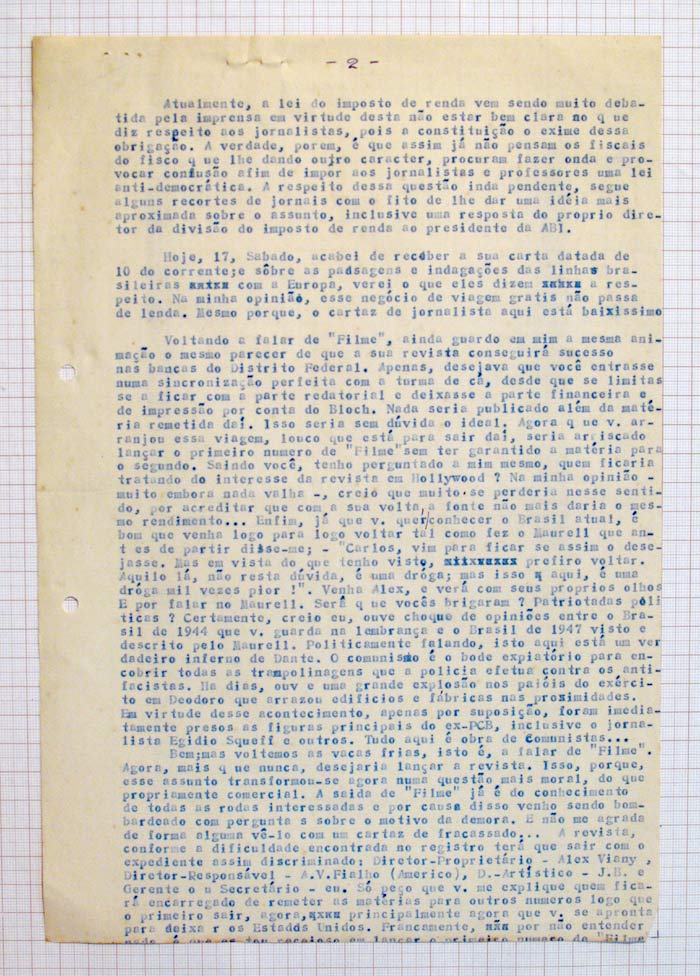 - 2 -
Atualmente, a lei do imposto de renda vem sendo muito deba-
tida pela imprensa em virtude desta não estar bem clara no q ue
diz respeito aos jornalistas, pois a constituição o exime dessa
obrigação. A verdade, porem, é que assim já não pensam os fiscais
do fisco q ue lhe dando outro caracter, procuram fazer onda e pro-
vocar confusão afim de impor aos jornalistas e professores uma lei
anti-democrática. A respeito dessa questão inda pendente, segue
alguns recortes de jornais com o fito de lhe dar uma idéia mais
aproximada sobre o assunto, inclusive uma resposta do proprio dire-
tor da divisão do imposto de renda ao presidente da ABI.
Hoje, 17, Sabado, acabei de receber a sua carta datada de
10 do corrente;e sôbre as passagens e indagações das linhas bra-
sileiras com a Europa, verei o que eles dizem a res-
peito. Na minha opinião, esse negócio de viagem gratis não passa
de lenda. Mesmo porque, o cartaz de jornalista aqui está baixissimo
Voltando a falar de "Filme", ainda guardo em mim a mesma ani-
mação o mesmo parecer de que a sua revista conseguirá sucesso
nas bancas do Distrito Federal. Apenas, desejava que você entrasse
numa sincronização perfeita com a turma de cá, desde que se limitas
se a ficar com a parte redatorial e deixasse a parte financeira e
de impressão por conta do Bloch. Nada seria publicado além da maté-
ria remetida daí. Isso seria sem dúvida o ideal. Agora q ue v. ar-
ranjou essa viagem, louco que está para sair daí, seria arriscado
lançar o primeiro numero de "Filme"sem ter garantido a matéria para
o segundo. Saindo você, tenho perguntado a mim mesmo, quem ficaria
tratando do interesse da revista em Hollywood ? Na minha opinião -
muito embora nada valha -, creio que muito se perderia nesse senti-
do, por acreditar que com a sua volta a fonte não mais daria o mes-
mo rendimento... Enfim, já que v. quer conhecer o Brasil atual, é
bom que venha logo para logo voltar tal como fez o Maurell que an-
t es de partir disse-me; - "Carlos, vim para ficar se assim o dese-
jasse. Mas em vista do que tenho visto, prefiro voltar.
Aquilo lá, não resta dúvida, é uma dróga; mas isso aqui, é uma
dróga mil vezes pior !". Venha Alex, e verá com seus proprios olhos
E por falar no Maurell. Será q ue vocês brigaram ? Patriotadas polí
ticas ? Certamente, creio eu, ouve choque de opiniões entre o Bra-
sil de 1944 que v. guarda na lembrança e o Brasil de 1947 visto e
descrito pelo Maurell. Politicamente falando, isto aqui está um ver
dadeiro inferno de Dante. O comunismo é o bode expiatório para en-
cobrir todas as trampolinagens que a policia efetua contra os anti-
facistas. Ha dias, ouv e uma grande explosão nos paióis do exérci-
to em Deodoro que arrazou edificios e fábricas nas proximidades.
Em virtude desse acontecimento, apenas por suposição, foram imedia-
tamente presos as figuras principais do ex-PCB, inclusive o jorna-
lista Egidio Squeff e outros. Tudo aqui é obra de Comunistas...
Bem;mas voltemos as vacas frias, isto é, a falar de "Filme".
Agora, mais q ue nunca, desejaria lançar a revista. Isso, porque,
esse assunto transformou-se agora numa questão mais moral, do que
propriamente comercial. A saida de "Filme" já é do conhecimento
de todas as rodas interessadas e por causa disso venho sendo bom-
bardeado com pergunta s sobre o motivo da demora. E não me agrada
de forma alguma vê-lo com um cartaz de fracassado... A revista,
conforme a dificuldade encontrada no registro terá que sair com o
expediente assim discriminado: Diretor-Proprietário - Alex Viany ,
Diretor-Responsável - A.V.Fialho (Americo), D.-Artístico - J.B. e
Gerente o u Secretário - eu. Só peço que v. me explique quem fica-
rá encarregado de remeter as matérias para outros numeros logo que
o primeiro sair, agora, principalmente agora que v. se apronta
para deixa r os Estados Unidos. Francamente, por não entender
nada, é que es tou receioso em lançar o primeiro numero de "Filme